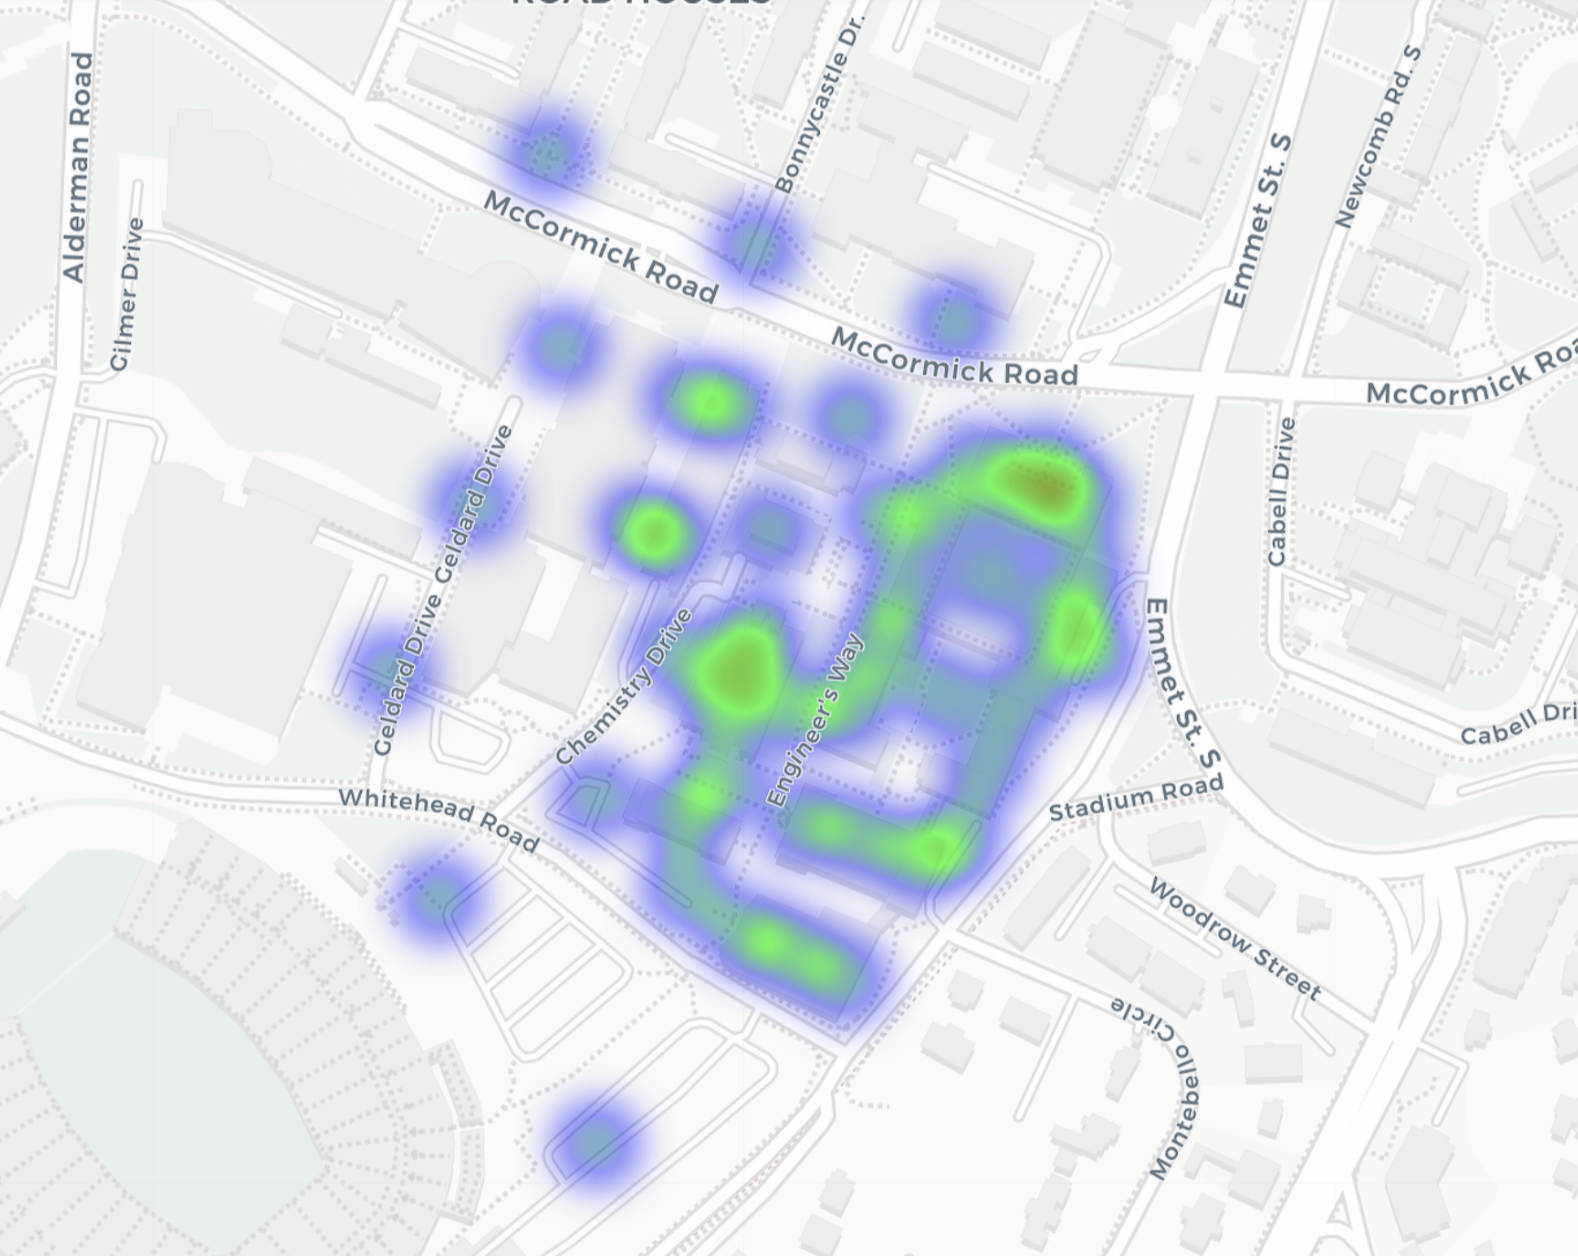 ROAD HOUSES
Bonnycastle Dr.
Newcomb Rd. S
Alderman Road
Emmet St. S
McCormick Road
Gilmer Drive
McCormick Road
McCormick Roa
Geldard Drive
Cabell Drive
Geldard Drive
Chemistry Drive
Engineer's Way
Emmet St. S
Cabell Dri
Whitehead Road
Stadium Road
Woodrow Street
Montebello Circle